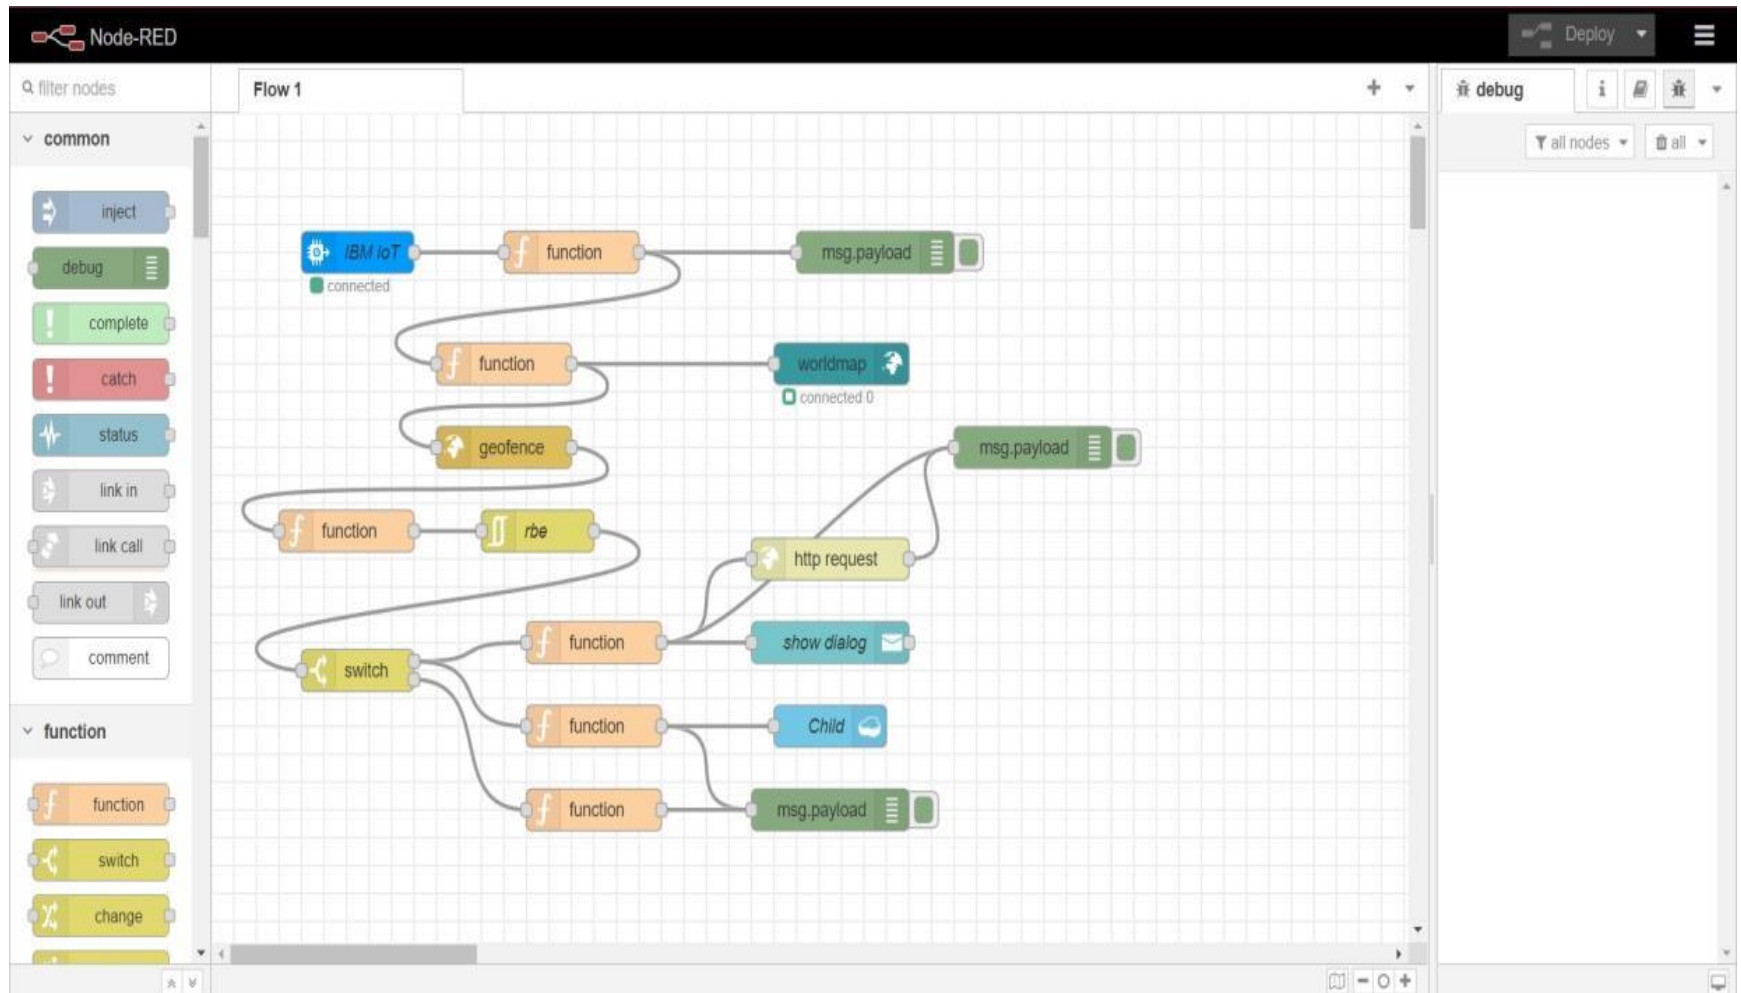 Node-RED
Deploy
filter nodes
Flow 1
debug
i
all nodes
all
common
inject
debug
complete
catch
status
link in
link call
link out
comment
function
function
switch
change
IBM IoT
connected
function
msg.payload
function
worldmap
connected 0
geofence
msg.payload
function
rbe
http request
function
show dialog
switch
function
Child
function
msg.payload